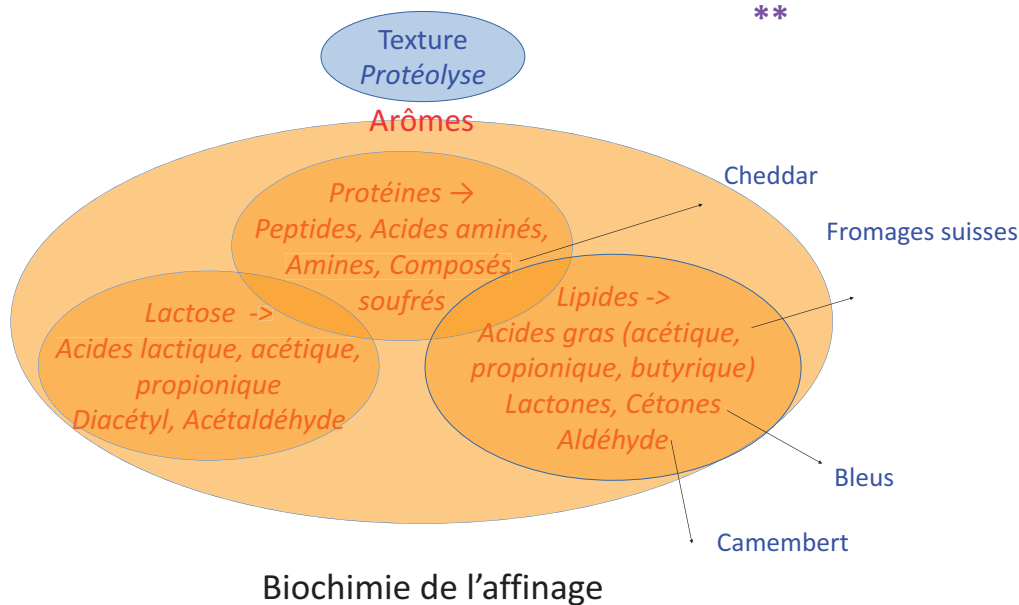 **
Texture
Protéolyse
Arômes
Protéines →
Peptides, Acides aminés,
Amines, Composés
soufrés
Cheddar
Fromages suisses
Lactose ->
Acides lactique, acétique,
propionique
Diacétyl, Acétaldéhyde
Lipides ->
Acides gras (acétique,
propionique, butyrique)
Lactones, Cétones
Aldéhyde
Bleus
Camembert
Biochimie de l'affinage